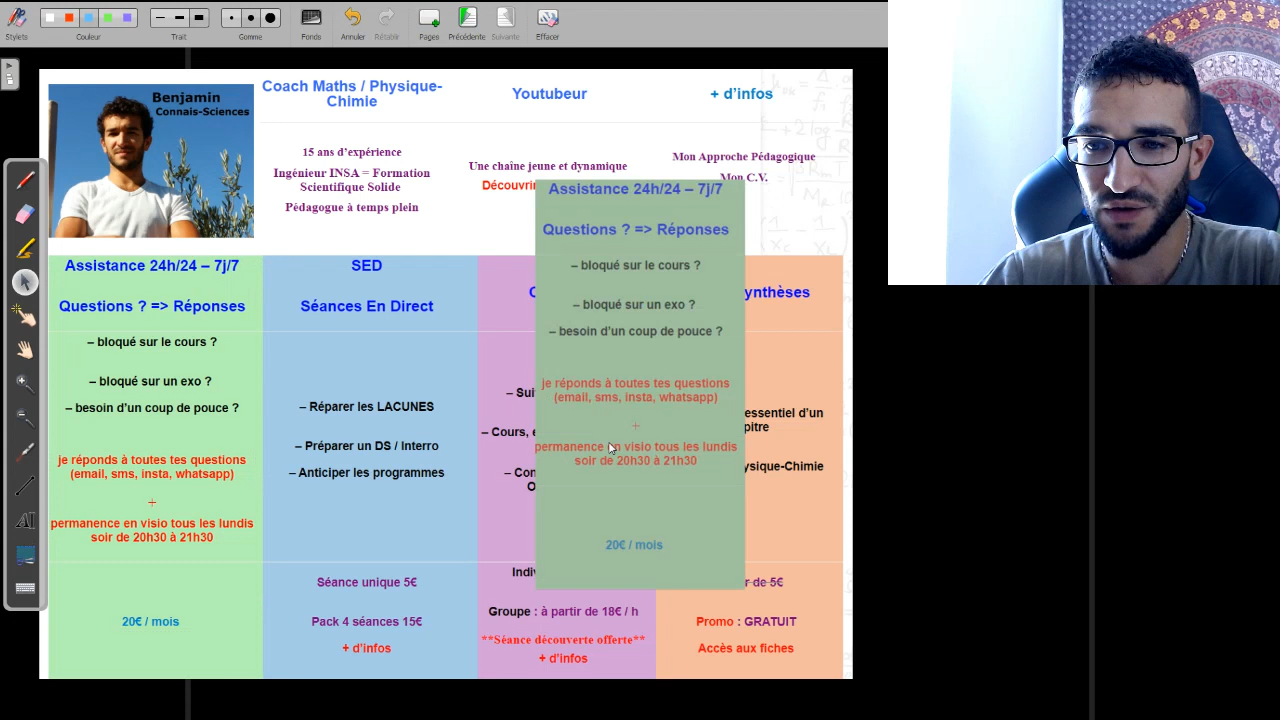 Stylets
Couleur
Trait
Gomme
Fonds
Annuler
Rétablir
Pages
Précédente
Suivante
Effacer
Benjamin
Connais-Sciences
Coach Maths / Physique-
Chimie
Youtubeur
+ d'infos
15 ans d'expérience
Ingénieur INSA = Formation
Scientifique Solide
Pédagogue à temps plein
Une chaîne jeune et dynamique
Découvrir
Mon Approche Pédagogique
Mon C.V.
Assistance 24h/24 – 7j/7
Questions ? => Réponses
– bloqué sur le cours ?
– bloqué sur un exo ?
– besoin d'un coup de pouce ?
je réponds à toutes tes questions
(email, sms, insta, whatsapp)
+
permanence en visio tous les lundis
soir de 20h30 à 21h30
20€ / mois
Assistance 24h/24 – 7j/7
Questions ? => Réponses
– bloqué sur le cours ?
– bloqué sur un exo ?
– besoin d'un coup de pouce ?
je réponds à toutes tes questions
(email, sms, insta, whatsapp)
+
permanence en visio tous les lundis
soir de 20h30 à 21h30
20€ / mois
SED
Séances En Direct
– Réparer les LACUNES
– Préparer un DS / Interro
– Anticiper les programmes
Séance unique 5€
Pack 4 séances 15€
+ d'infos
– Cours,
Groupe : à partir de 18€ / h
**Séance découverte offerte**
+ d'infos
ynthèses
essentiel d'un
pitre
ysique-Chimie
r de 5€
Promo : GRATUIT
Accès aux fiches